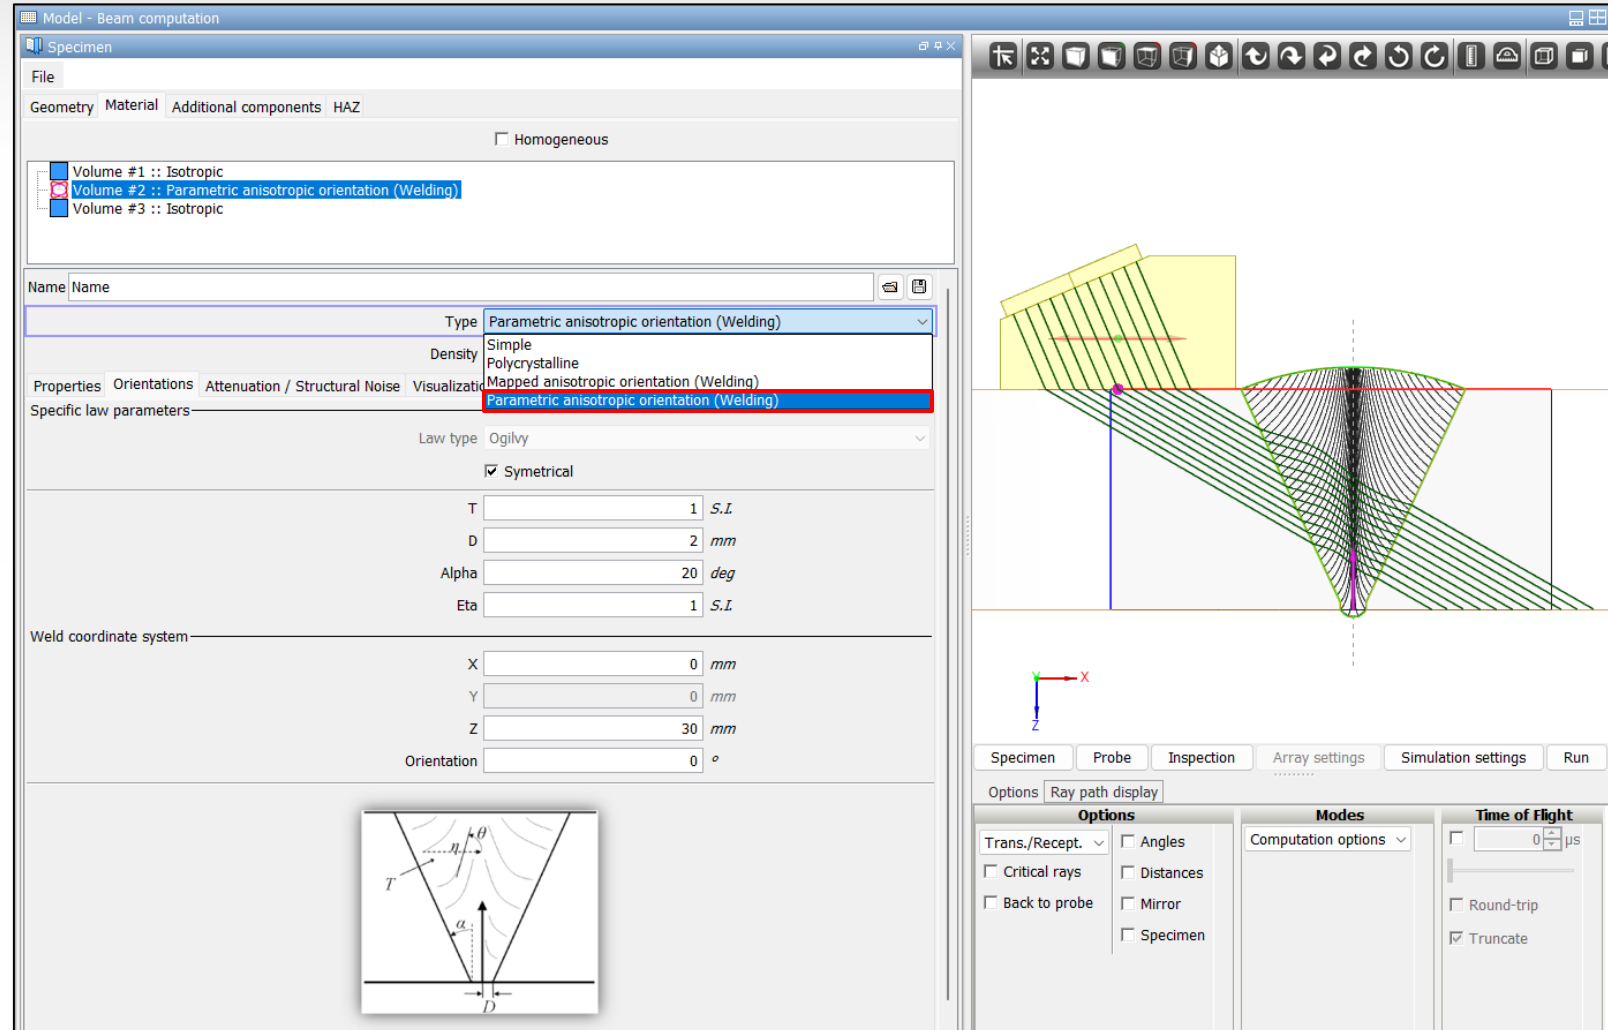 Model - Beam computation
Specimen
File
Geometry Material Additional components HAZ
Homogeneous
Volume #1 :: Isotropic
Volume #2 :: Parametric anisotropic orientation (Welding)
Volume #3 :: Isotropic
Name Name
Type Parametric anisotropic orientation (Welding)
Simple
Density
Polycrystalline
Mapped anisotropic orientation (Welding)
Parametric anisotropic orientation (Welding)
Properties Orientations Attenuation / Structural Noise Visualizatio
Specific law parameters
Law type Ogilvy
Symetrical
T 1 S.I.
D 2 mm
Alpha 20 deg
Eta 1 S.I.
Weld coordinate system
X 0 mm
Y 0 mm
Z 30 mm
Orientation 0 °
θ
η
T
α
D
Y X
Z
Specimen Probe Inspection Array settings Simulation settings Run
Options Ray path display
Options Modes Time of Flight
Trans./Recept. Angles Computation options 0 µs
Critical rays Distances
Back to probe Mirror Round-trip
Specimen Truncate